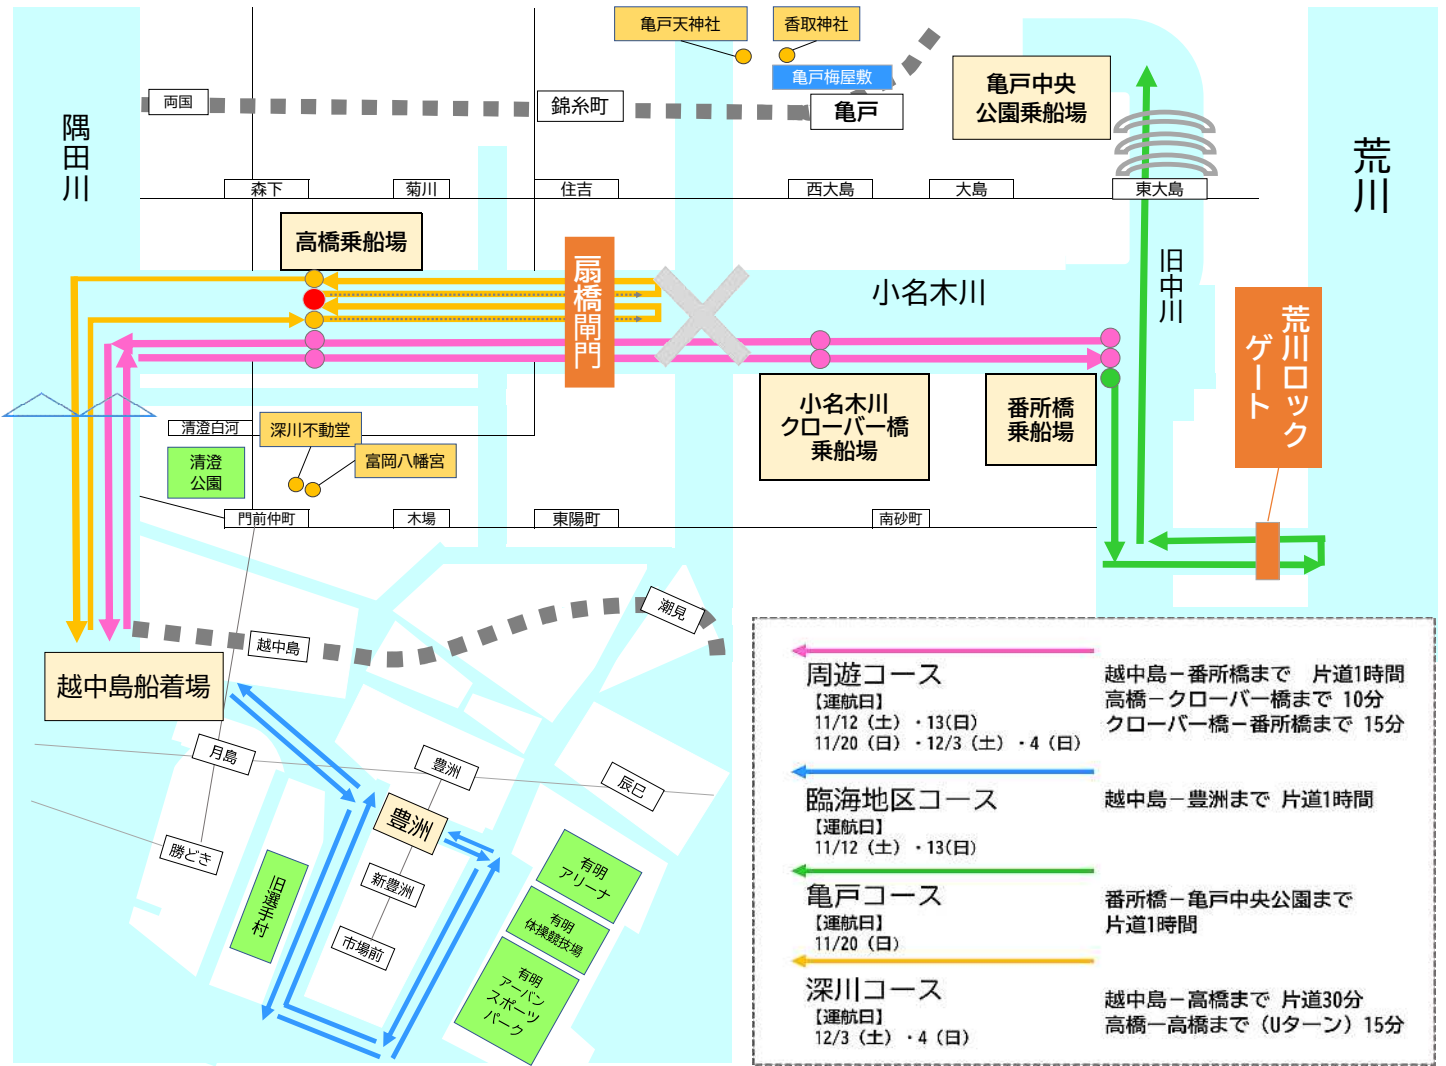 亀戸天神社
香取神社
亀戸梅屋敷
両国
錦糸町
亀戸
亀戸中央
公園乗船場
隅田川
荒川
森下
菊川
住吉
西大島
大島
東大島
高橋乗船場
扇橋閘門
小名木川
旧中川
荒川ロック
ゲート
小名木川
クローバー橋
乗船場
番所橋
乗船場
清澄白河
深川不動堂
富岡八幡宮
清澄
公園
門前仲町
木場
東陽町
南砂町
潮見
越中島
越中島船着場
月島
豊洲
辰巳
豊洲
勝どき
新豊洲
市場前
旧選手村
有明
アリーナ
有明
体操競技場
有明
アーバン
スポーツ
パーク
周遊コース
【運航日】
11/12（土）・13(日)
11/20（日）・12/3（土）・4（日）
越中島－番所橋まで　片道1時間
高橋－クローバー橋まで 10分
クローバー橋－番所橋まで 15分
臨海地区コース
【運航日】
11/12（土）・13(日)
越中島－豊洲まで 片道1時間
亀戸コース
【運航日】
11/20（日）
番所橋－亀戸中央公園まで
片道1時間
深川コース
【運航日】
12/3（土）・4（日）
越中島－高橋まで 片道30分
高橋ー高橋まで（Uターン）15分